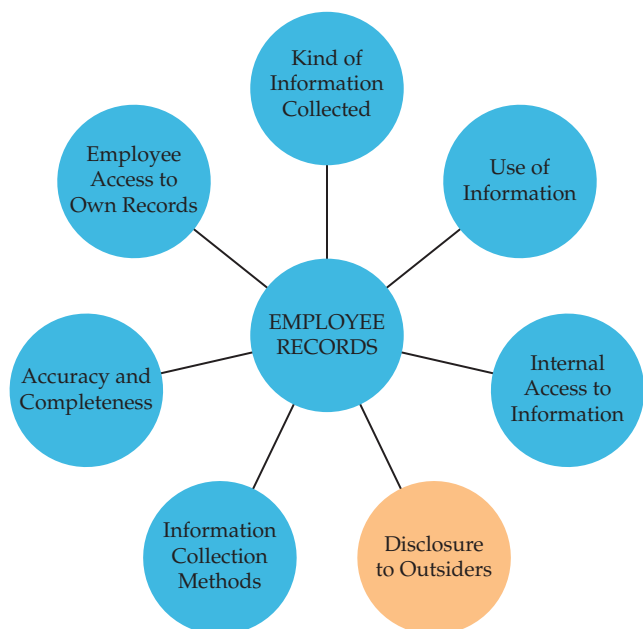 Kind of
Information
Collected
Employee
Access to
Own Records
Use of
Information
EMPLOYEE
RECORDS
Accuracy and
Completeness
Internal
Access to
Information
Information
Collection
Methods
Disclosure
to Outsiders